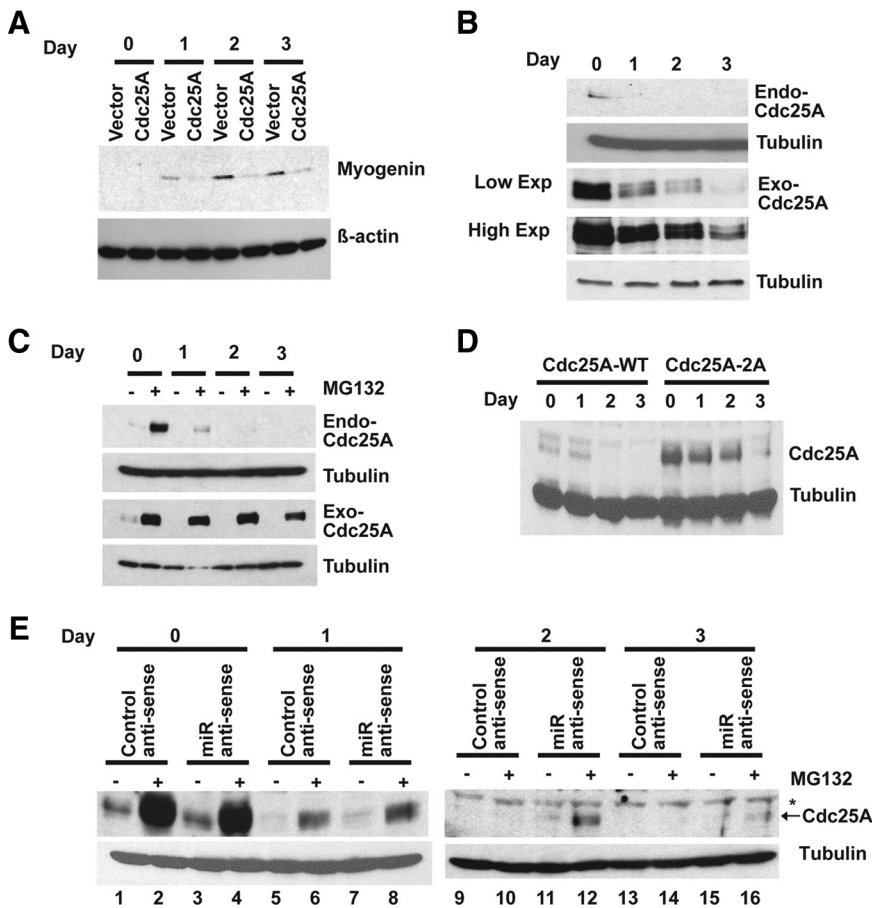 A
Day 0 1 2 3
Vector Cdc25A Vector Cdc25A Vector Cdc25A Vector Cdc25A
Myogenin
ß-actin
B
Day 0 1 2 3
Endo-
Cdc25A
Tubulin
Low Exp
Exo-
Cdc25A
High Exp
Tubulin
C
Day 0 1 2 3
- + - + - + - + MG132
Endo-
Cdc25A
Tubulin
Exo-
Cdc25A
Tubulin
D
Cdc25A-WT Cdc25A-2A
Day 0 1 2 3 0 1 2 3
Cdc25A
Tubulin
E
Day 0 1 2 3
Control
anti-sense
miR
anti-sense
Control
anti-sense
miR
anti-sense
Control
anti-sense
miR
anti-sense
Control
anti-sense
miR
anti-sense
- + - + - + - + - + - + - + - + MG132
*
Cdc25A
Tubulin
1 2 3 4 5 6 7 8 9 10 11 12 13 14 15 16